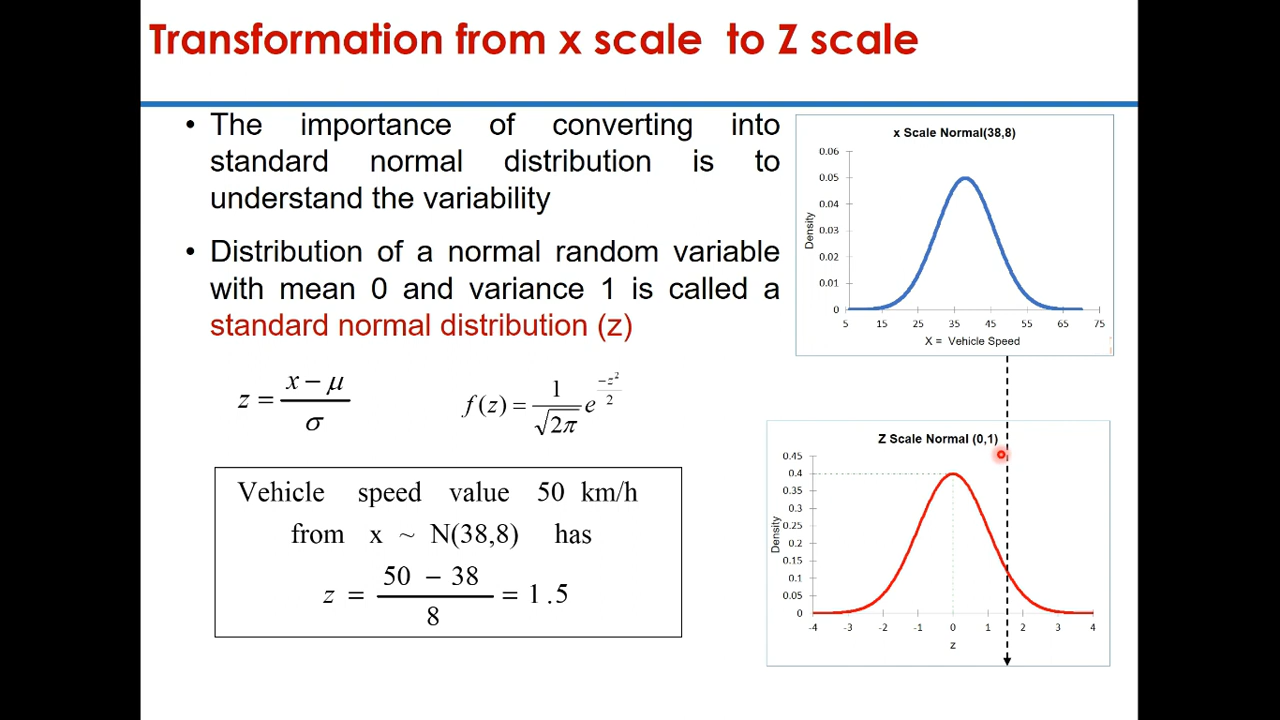 Transformation from x scale to Z scale
• The importance of converting into
standard normal distribution is to
understand the variability
• Distribution of a normal random variable
with mean 0 and variance 1 is called a
standard normal distribution (z)
z = (x − μ) / σ
f(z) = 1/√2π e^(−z²/2)
Vehicle speed value 50 km/h
from x ~ N(38,8) has
z = (50 − 38) / 8 = 1.5
x Scale Normal(38,8)
0.06
0.05
0.04
0.03
0.02
0.01
0
Density
5 15 25 35 45 55 65 75
X = Vehicle Speed
Z Scale Normal (0,1)
0.45
0.4
0.35
0.3
0.25
0.2
0.15
0.1
0.05
0
Density
-4 -3 -2 -1 0 1 2 3 4
z